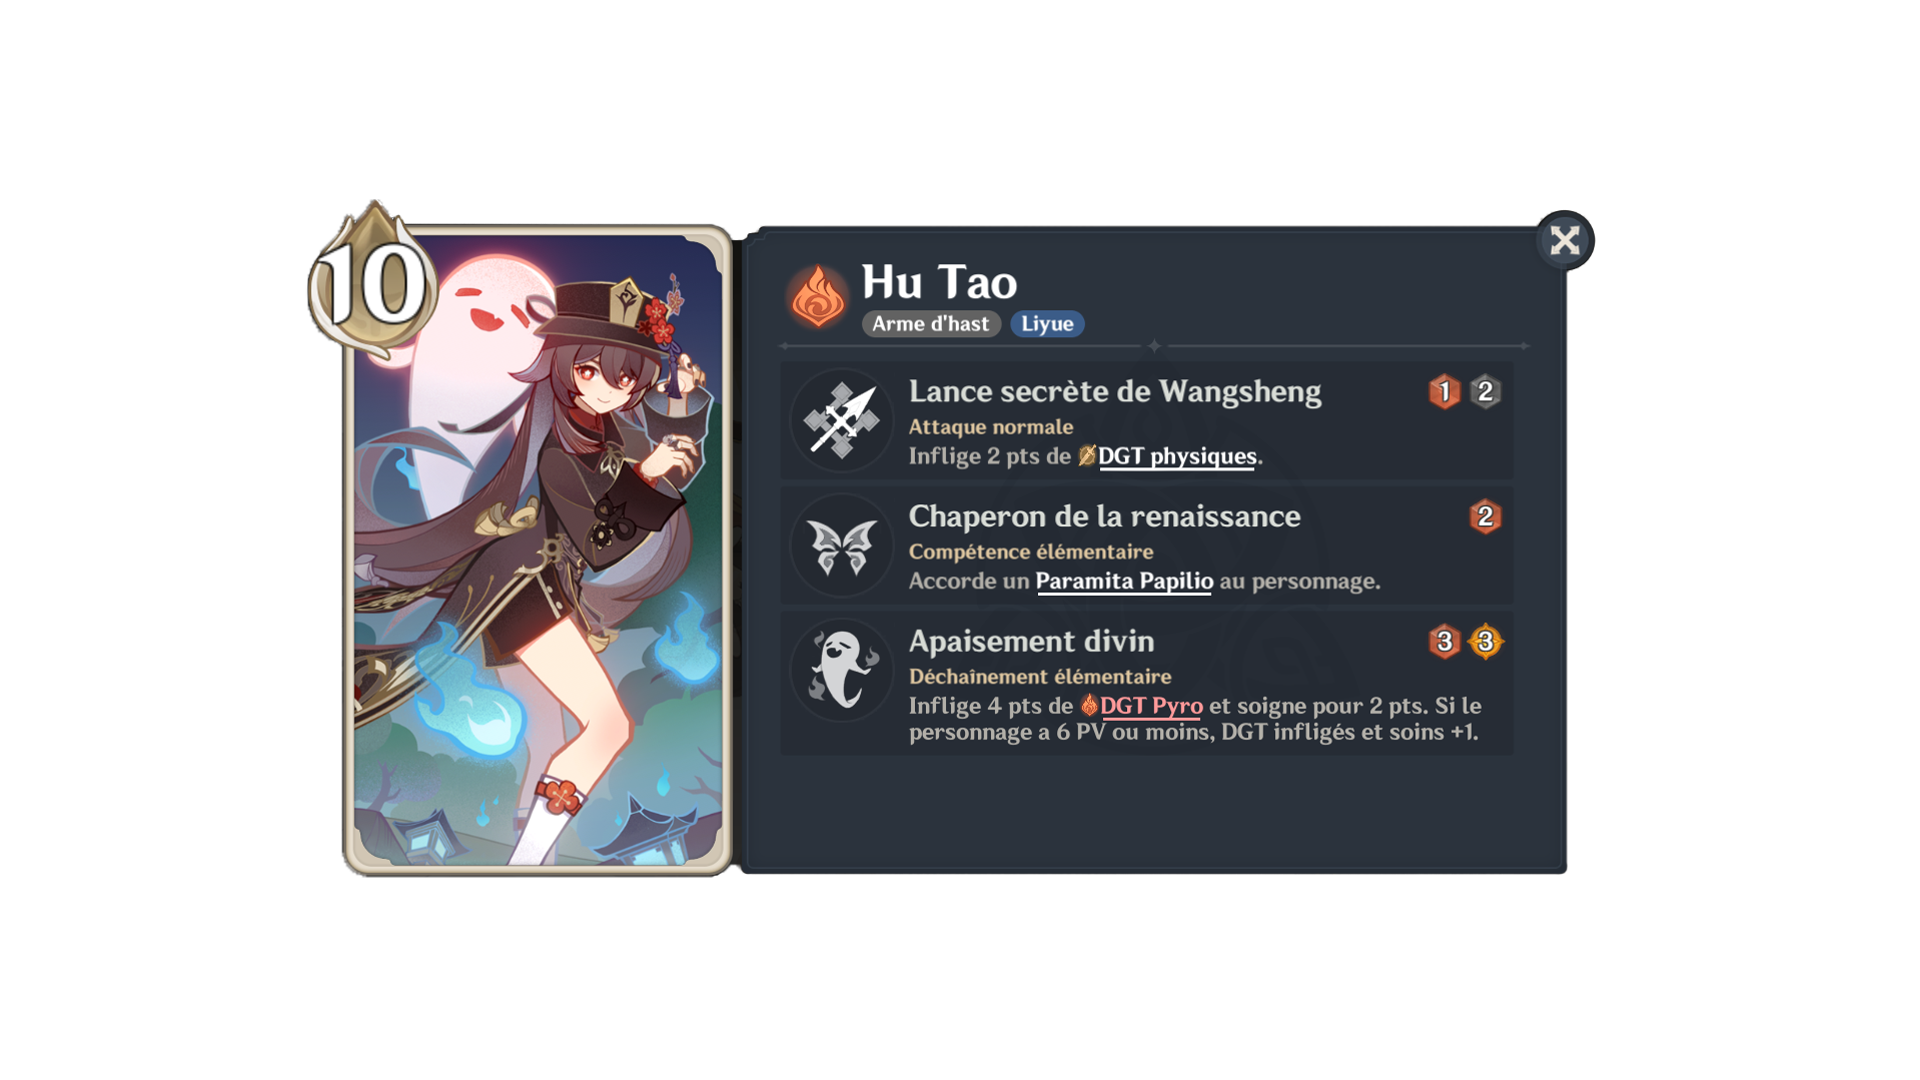 10
Hu Tao
Arme d'hast Liyue
Lance secrète de Wangsheng 1 2
Attaque normale
Inflige 2 pts de DGT physiques.
Chaperon de la renaissance 2
Compétence élémentaire
Accorde un Paramita Papilio au personnage.
Apaisement divin 3 3
Déchaînement élémentaire
Inflige 4 pts de DGT Pyro et soigne pour 2 pts. Si le
personnage a 6 PV ou moins, DGT infligés et soins +1.